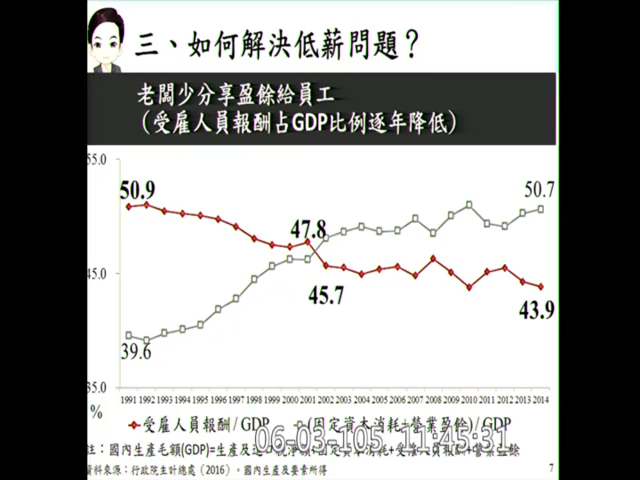 三、如何解決低薪問題？
老闆少分享盈餘給員工
（受雇人員報酬占GDP比例逐年降低）
55.0
50.9
50.7
47.8
45.0
45.7
43.9
39.6
35.0
1991 1992 1993 1994 1995 1996 1997 1998 1999 2000 2001 2002 2003 2004 2005 2006 2007 2008 2009 2010 2011 2012 2013 2014
%
受雇人員報酬 / GDP
(固定資本消耗+營業盈餘) / GDP
06-03-105 11:45:31
註：國內生產毛額(GDP)=生產及進口稅淨額+固定資本消耗+受雇人員報酬+營業盈餘
資料來源：行政院主計總處（2016）。國內生產及要素所得
7